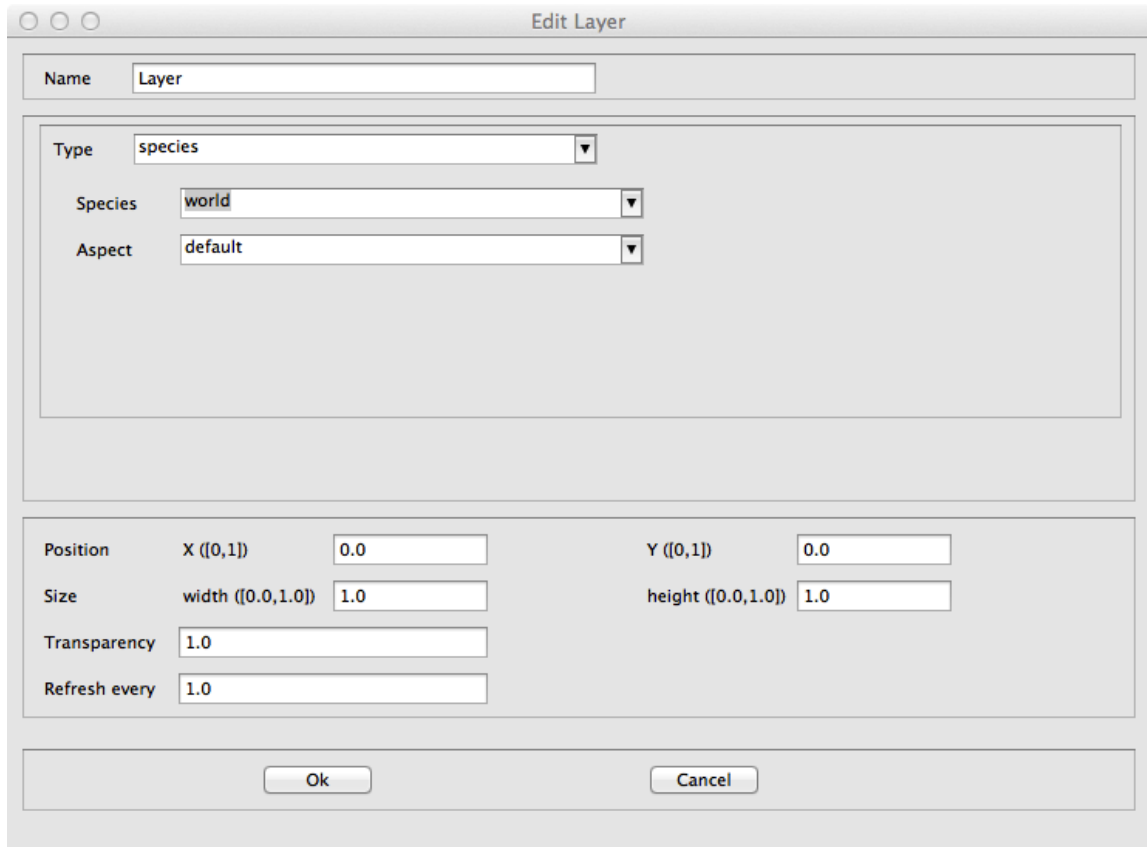 Edit Layer
Name Layer
Type species
Species world
Aspect default
Position X ([0,1]) 0.0 Y ([0,1]) 0.0
Size width ([0.0,1.0]) 1.0 height ([0.0,1.0]) 1.0
Transparency 1.0
Refresh every 1.0
Ok Cancel